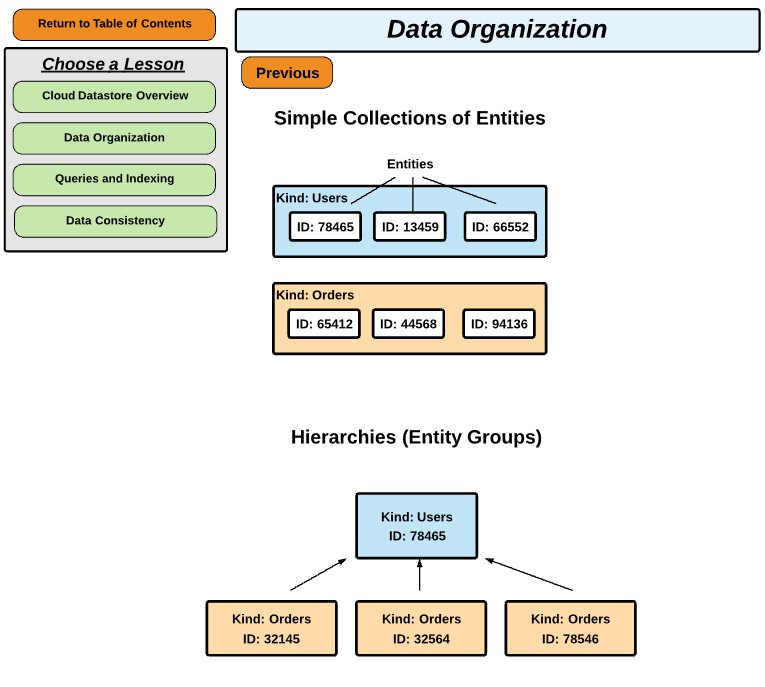 Return to Table of Contents
Data Organization
Choose a Lesson
Previous
Cloud Datastore Overview
Data Organization
Queries and Indexing
Data Consistency
Simple Collections of Entities
Entities
Kind: Users
ID: 78465
ID: 13459
ID: 66552
Kind: Orders
ID: 65412
ID: 44568
ID: 94136
Hierarchies (Entity Groups)
Kind: Users
ID: 78465
Kind: Orders
ID: 32145
Kind: Orders
ID: 32564
Kind: Orders
ID: 78546